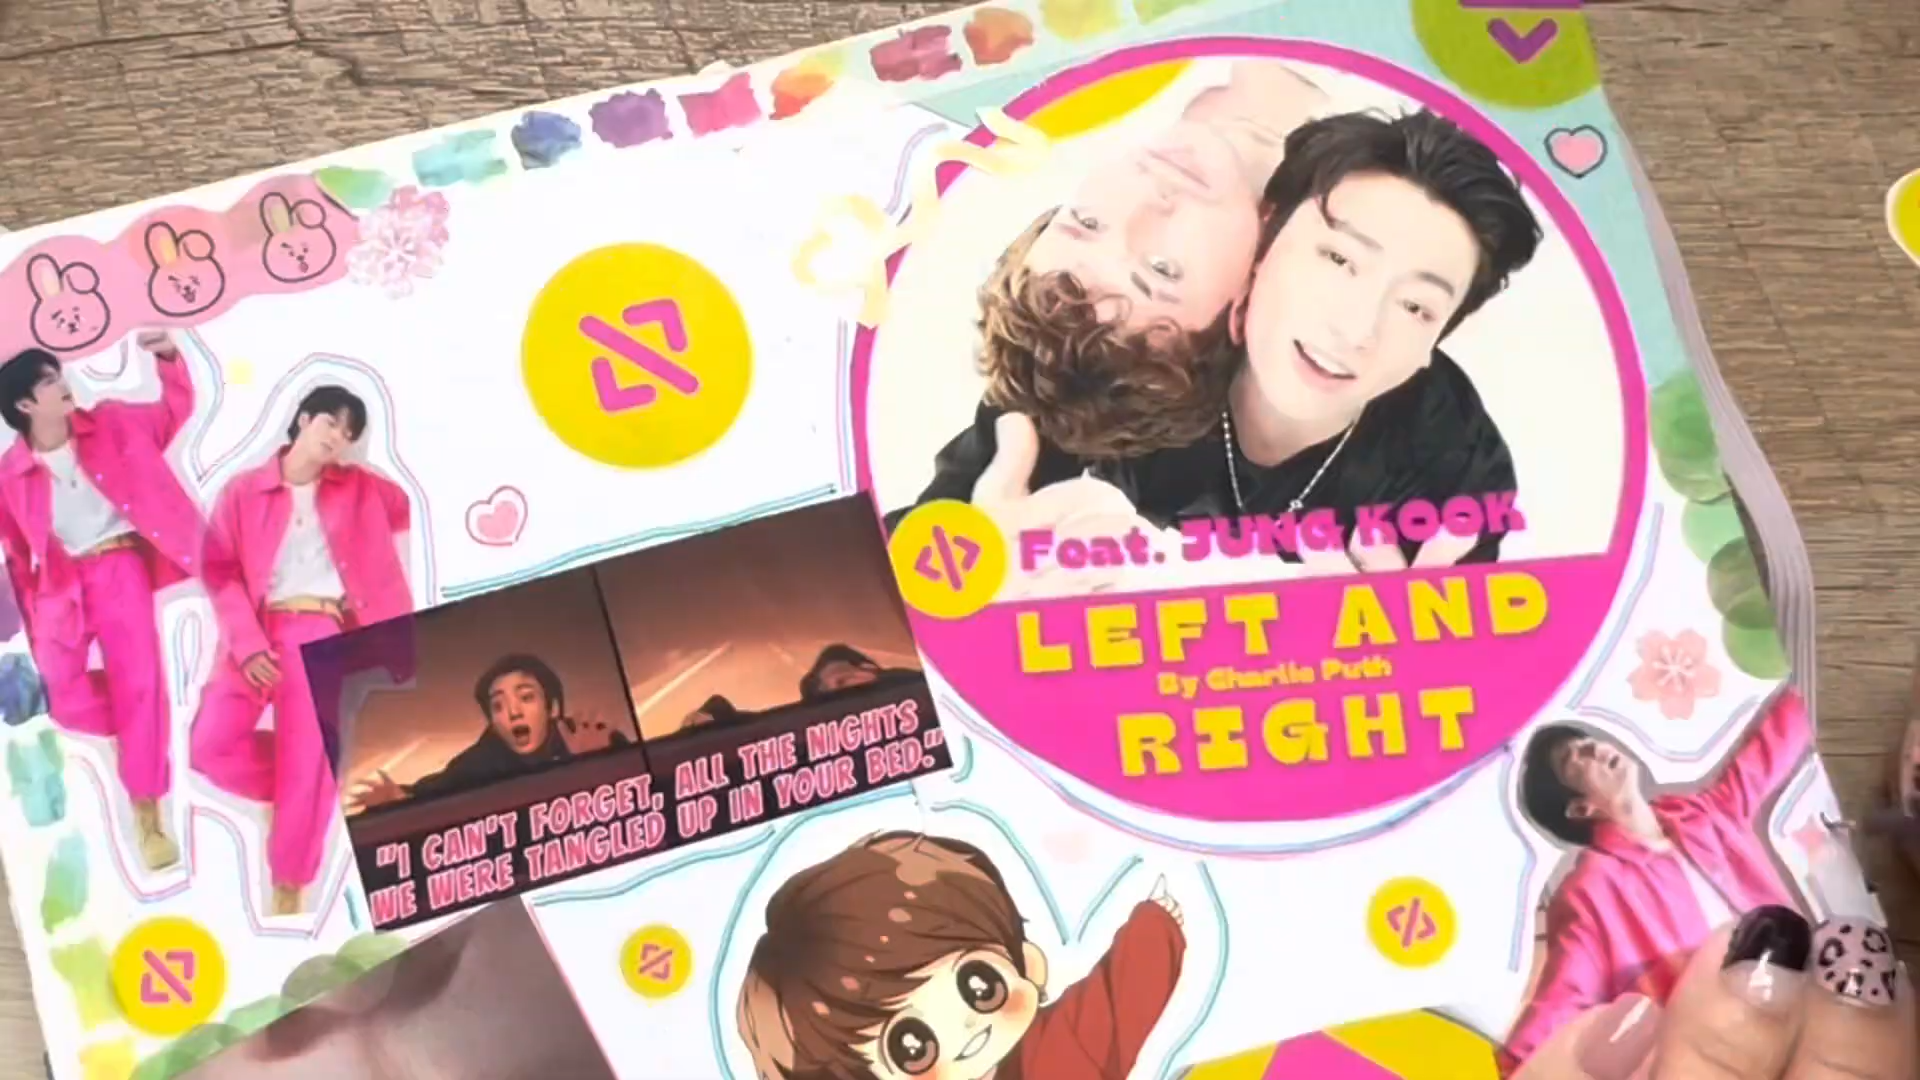 Feat. JUNG KOOK
LEFT AND
By Charlie Puth
RIGHT
"I CAN'T FORGET, ALL THE NIGHTS
WE WERE TANGLED UP IN YOUR BED."